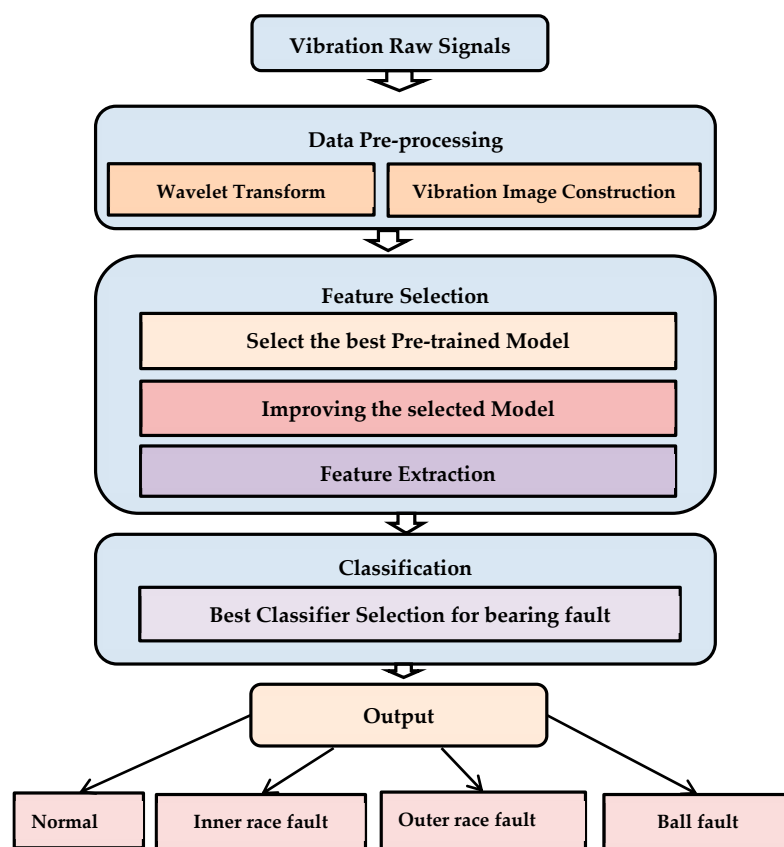 Vibration Raw Signals
Data Pre-processing
Wavelet Transform
Vibration Image Construction
Feature Selection
Select the best Pre-trained Model
Improving the selected Model
Feature Extraction
Classification
Best Classifier Selection for bearing fault
Output
Normal
Inner race fault
Outer race fault
Ball fault